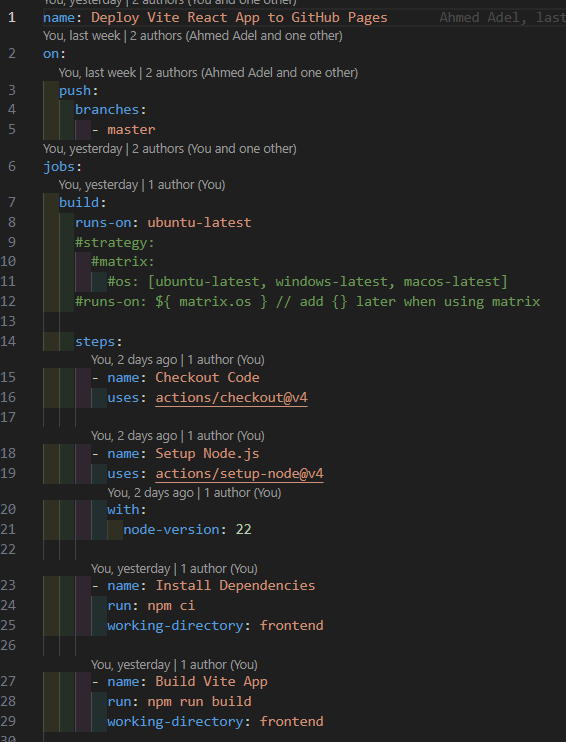 You, yesterday | 2 authors (Ahmed Adel and one other)
1 name: Deploy Vite React App to GitHub Pages Ahmed Adel, last
You, last week | 2 authors (Ahmed Adel and one other)
2 on:
You, last week | 2 authors (Ahmed Adel and one other)
3 push:
4 branches:
5 - master
You, yesterday | 2 authors (You and one other)
6 jobs:
You, yesterday | 1 author (You)
7 build:
8 runs-on: ubuntu-latest
9 #strategy:
10 #matrix:
11 #os: [ubuntu-latest, windows-latest, macos-latest]
12 #runs-on: ${ matrix.os } // add {} later when using matrix
13
14 steps:
You, 2 days ago | 1 author (You)
15 - name: Checkout Code
16 uses: actions/checkout@v4
17
You, 2 days ago | 1 author (You)
18 - name: Setup Node.js
19 uses: actions/setup-node@v4
You, 2 days ago | 1 author (You)
20 with:
21 node-version: 22
22
You, yesterday | 1 author (You)
23 - name: Install Dependencies
24 run: npm ci
25 working-directory: frontend
26
You, yesterday | 1 author (You)
27 - name: Build Vite App
28 run: npm run build
29 working-directory: frontend
30